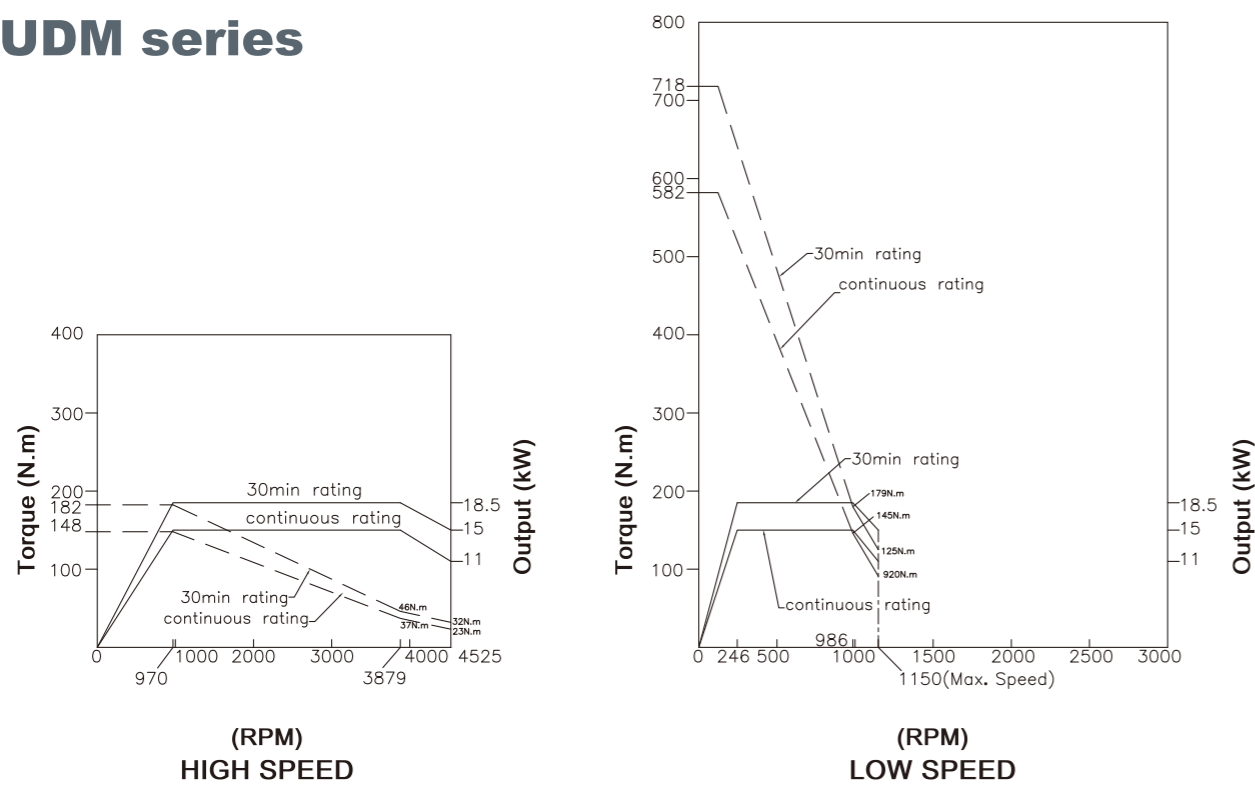 UDM series
400
300
200
182
148
100
Torque (N.m)
30min rating
continuous rating
30min rating
continuous rating
46N.m
37N.m
32N.m
23N.m
18.5
15
11
Output (kW)
0
1000
2000
3000
4000
4525
970
3879
(RPM)
HIGH SPEED
800
718
700
600
582
500
400
300
200
100
Torque (N.m)
30min rating
continuous rating
30min rating
179N.m
145N.m
125N.m
920N.m
continuous rating
986
18.5
15
11
Output (kW)
0
246
500
1000
1500
2000
2500
3000
1150(Max. Speed)
(RPM)
LOW SPEED